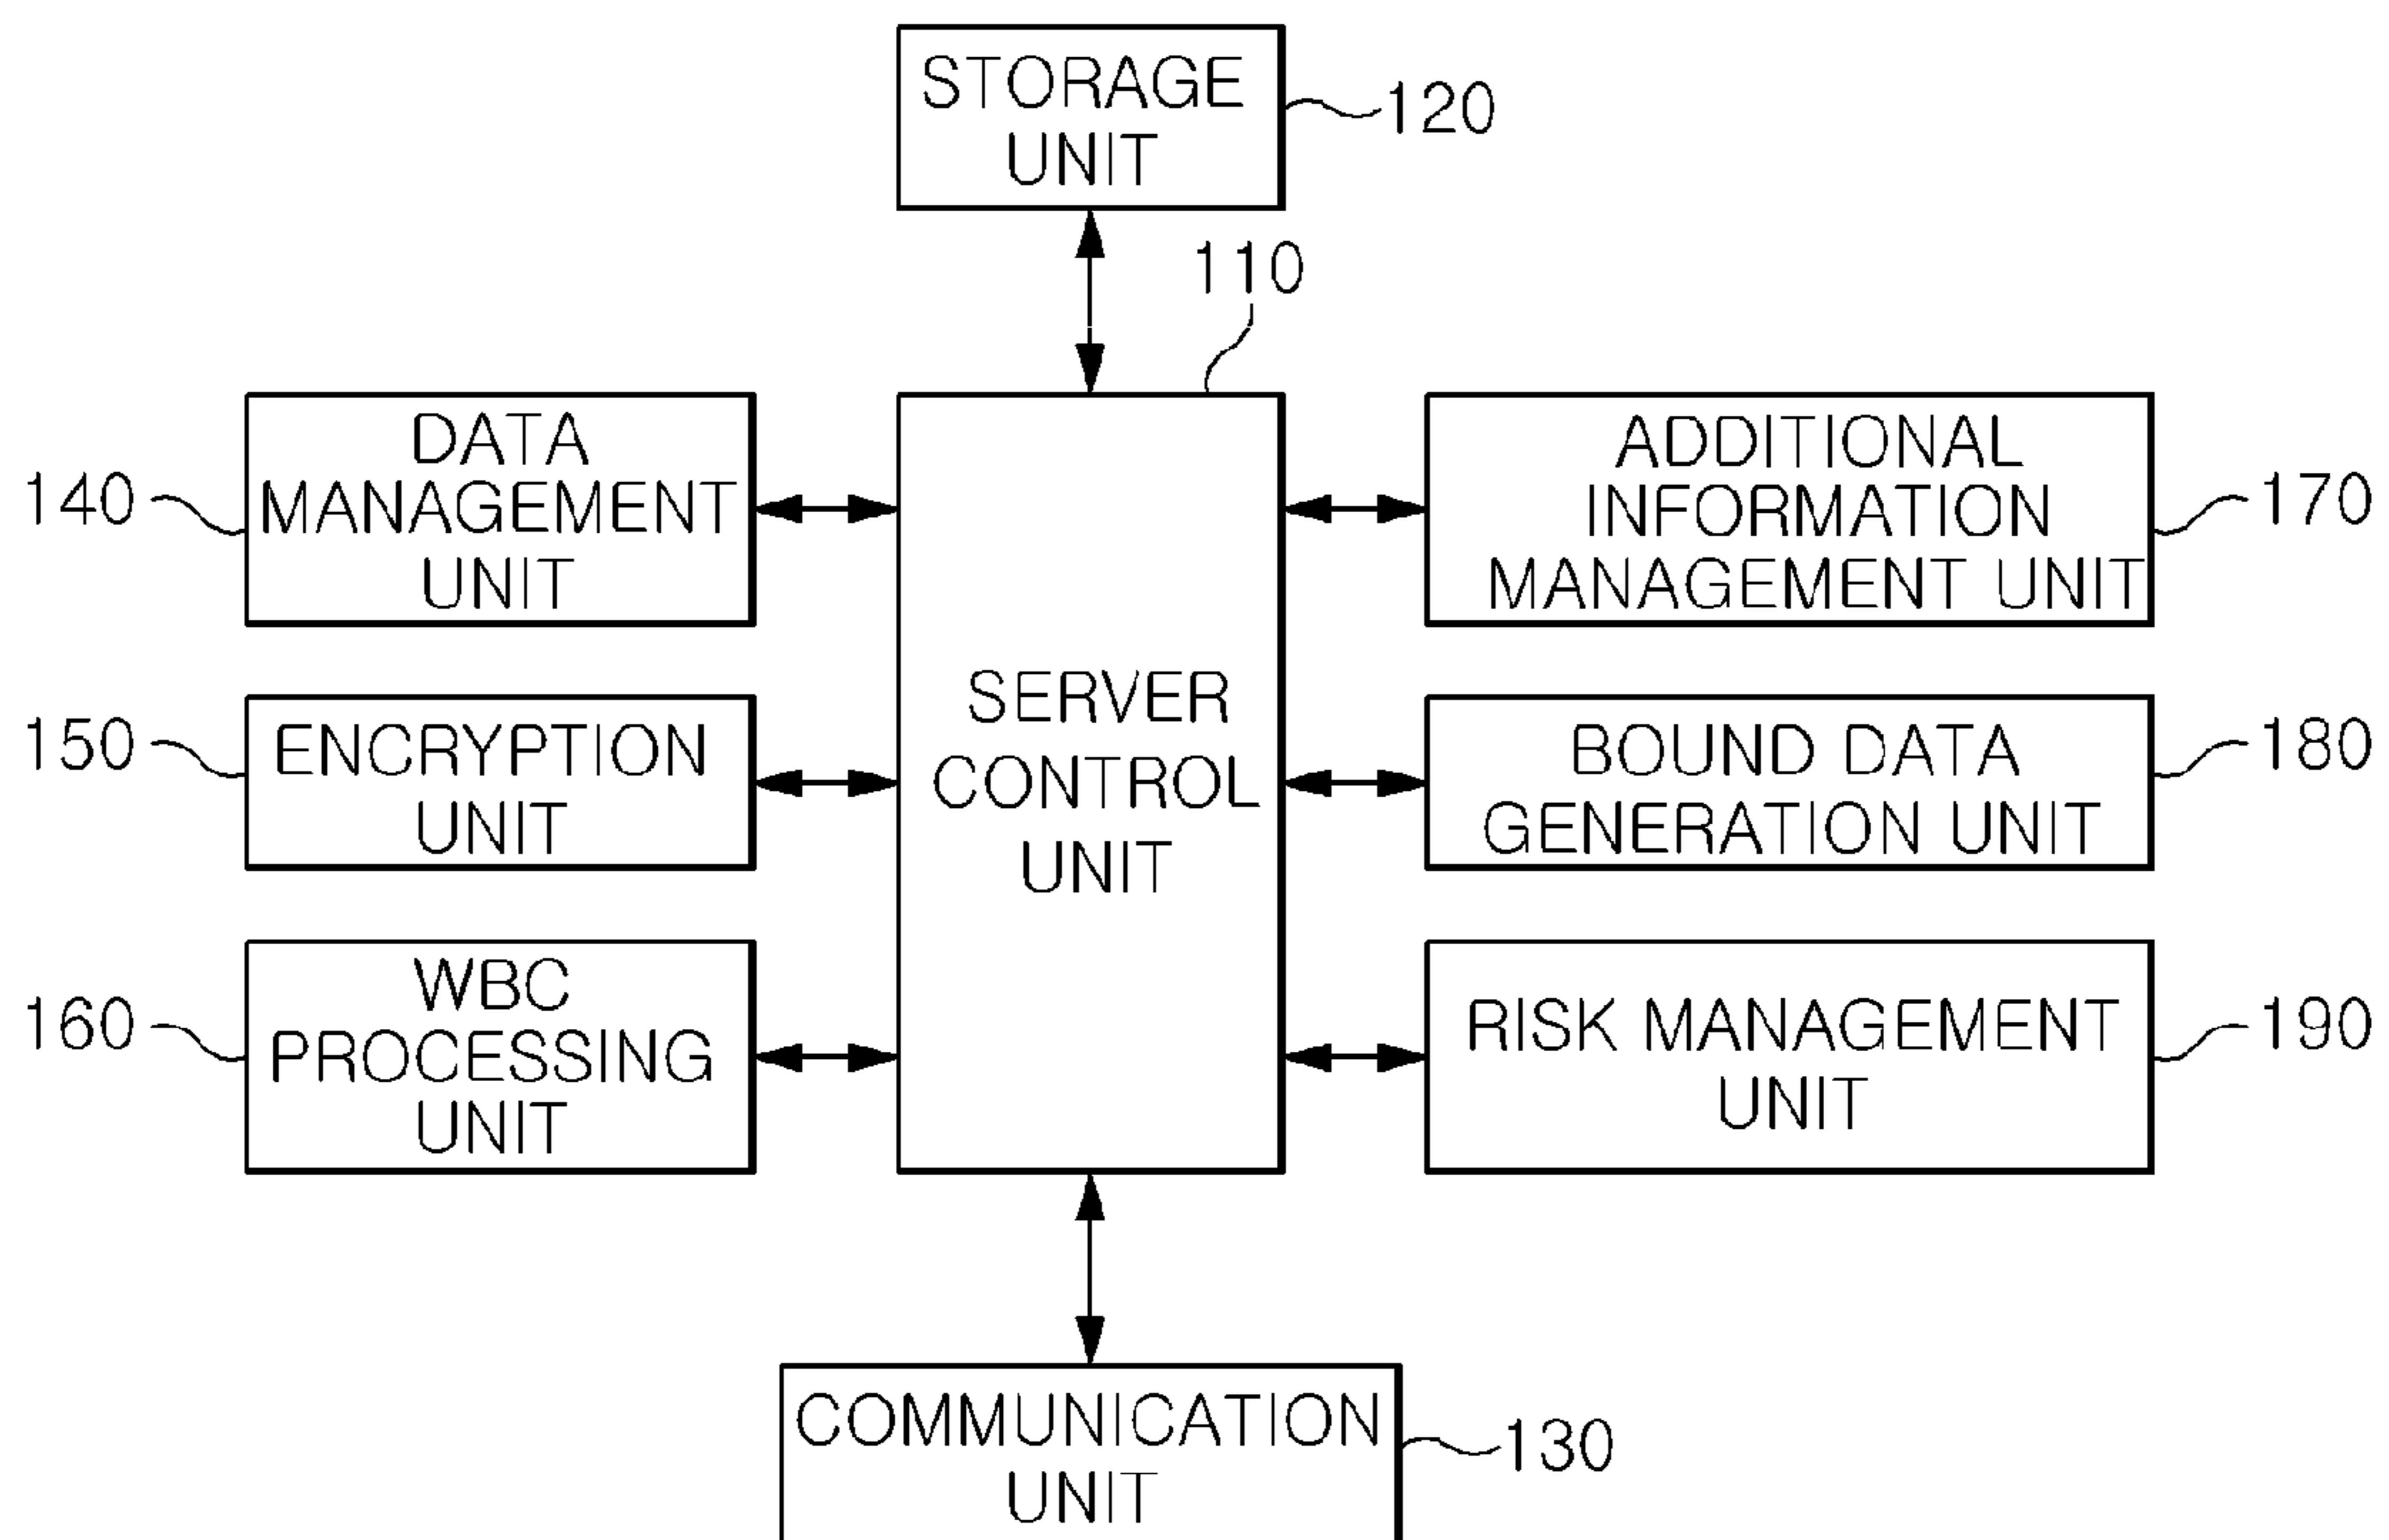 STORAGE
UNIT
120
110
DATA
MANAGEMENT
UNIT
140
ADDITIONAL
INFORMATION
MANAGEMENT UNIT
170
SERVER
CONTROL
UNIT
ENCRYPTION
UNIT
150
BOUND DATA
GENERATION UNIT
180
WBC
PROCESSING
UNIT
160
RISK MANAGEMENT
UNIT
190
COMMUNICATION
UNIT
130